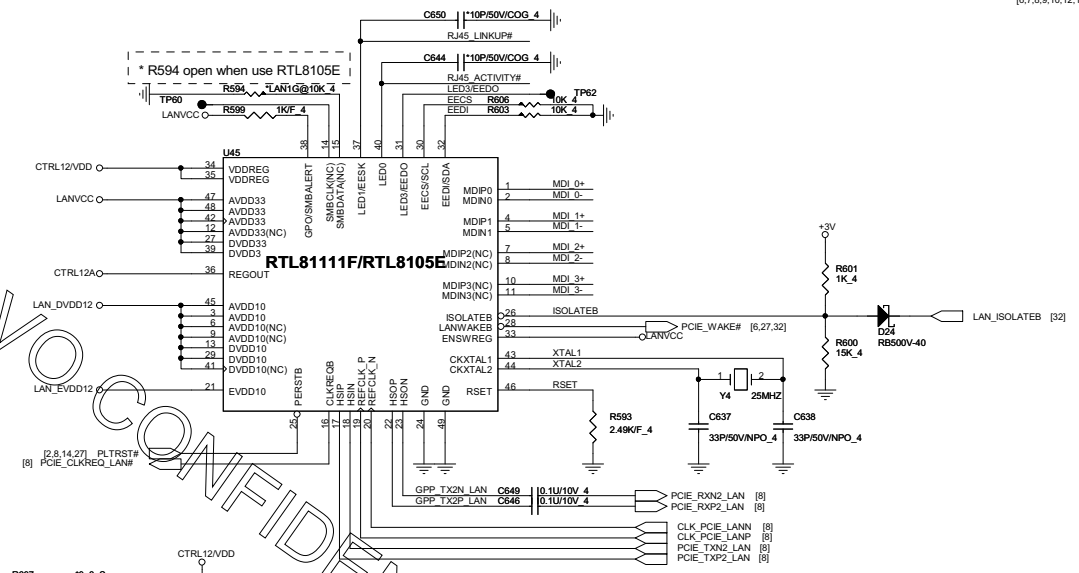 C650 *10P/50V/COG_4
RJ45_LINKUP#
C644 *10P/50V/COG_4
RJ45_ACTIVITY#
* R594 open when use RTL8105E
R594 *LAN1G@10K_4
TP60
LANVCC R599 1K/F_4
LED3/EEDO TP62
EECS R606 10K_4
EEDI R603 10K_4
U45
38 14 15 37 40 31 30 32
GPO/SMBALERT
SMBCLK(NC)
SMBDATA(NC)
LED1/EESK
LED0
LED3/EEDO
EECS/SCL
EEDI/SDA
CTRL12/VDD 34 VDDREG
35 VDDREG
LANVCC 47 AVDD33
48 AVDD33
42 AVDD33
12 AVDD33(NC)
27 DVDD33
39 DVDD3
CTRL12A 36 REGOUT
LAN_DVDD12 45 AVDD10
3 AVDD10
6 AVDD10(NC)
9 AVDD10(NC)
13 DVDD10
29 DVDD10
41 DVDD10(NC)
LAN_EVDD12 21 EVDD10
RTL81111F/RTL8105E
MDIP0 1 MDI_0+
MDIN0 2 MDI_0-
MDIP1 4 MDI_1+
MDIN1 5 MDI_1-
MDIP2(NC) 7 MDI_2+
MDIN2(NC) 8 MDI_2-
MDIP3(NC) 10 MDI_3+
MDIN3(NC) 11 MDI_3-
ISOLATEB 26 ISOLATEB
LANWAKEB 28 PCIE_WAKE# [6,27,32]
ENSWREG 33 LANVCC
CKXTAL1 43 XTAL1
CKXTAL2 44 XTAL2
RSET 46 RSET
+3V
R601
1K_4
R600
15K_4
D24
RB500V-40
LAN_ISOLATEB [32]
1 2
Y4 25MHZ
C637
33P/50V/NPO_4
C638
33P/50V/NPO_4
R593
2.49K/F_4
PERSTB
CLKREQB
HSIP
HSIN
REFCLK_P
REFCLK_N
HSOP
HSON
GND
GND
25 16 17 18 19 20 22 23 24 49
[2,8,14,27] PLTRST#
[8] PCIE_CLKREQ_LAN#
GPP_TX2N_LAN C649 0.1U/10V_4 PCIE_RXN2_LAN [8]
GPP_TX2P_LAN C646 0.1U/10V_4 PCIE_RXP2_LAN [8]
CLK_PCIE_LANN [8]
CLK_PCIE_LANP [8]
PCIE_TXN2_LAN [8]
PCIE_TXP2_LAN [8]
CTRL12/VDD
VO CONFIDE